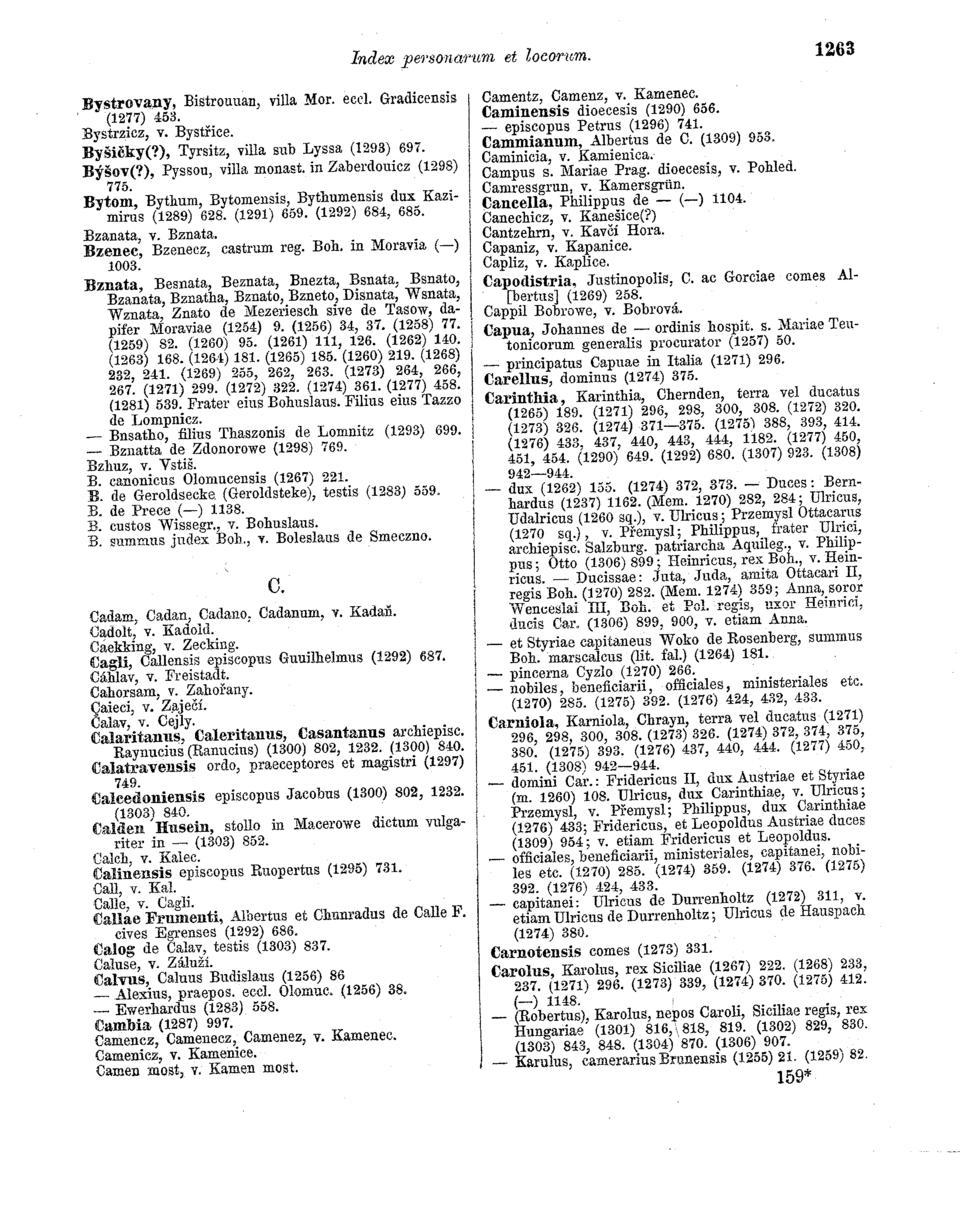 Index personarum et locorum.
1263
Bystrovany, Bistrouuan, villa Mor. eccl. Gradicensis
(1277) 453.
Bystrzicz, v. Bystřice.
Byšičky(?), Tyrsitz, villa sub Lyssa (1293) 697.
Býšov(?), Pyssou, villa monast. in Zaberdouicz (1298)
775.
Bytom, Bythum, Bytomensis, Bythumensis dux Kazi-
mirus (1289) 628. (1291) 659. (1292) 684, 685.
Bzanata, v. Bznata.
Bzenec, Bzenecz, castrum reg. Boh. in Moravia (—)
1003.
Bznata, Besnata, Beznata, Bnezta, Bsnata, Bsnato,
Bzanata, Bznatha, Bznato, Bzneto, Disnata, Wsnata,
Wznata, Znato de Mezeriesch sive de Tasow, da-
pifer Moraviae (1254) 9. (1256) 34, 37. (1258) 77.
(1259) 82. (1260) 95. (1261) 111, 126. (1262) 140.
(1263) 168. (1264) 181. (1265) 185. (1260) 219. (1268)
232, 241. (1269) 255, 262, 263. (1273) 264, 266,
267. (1271) 299. (1272) 322. (1274) 361. (1277) 458.
(1281) 539. Frater eius Bohuslaus. Filius eius Tazzo
de Lompnicz.
— Bnsatho, filius Thaszonis de Lomnitz (1293) 699.
— Bznatta de Zdonorowe (1298) 769.
Bzhuz, v. Vstiš.
B. canonicus Olomucensis (1267) 221.
B. de Geroldsecke (Geroldsteke), testis (1283) 559.
B. de Prece (—) 1138.
B. custos Wissegr., v. Bohuslaus.
B. summus judex Boh., v. Boleslaus de Smeczno.
C.
Cadam, Cadan, Cadano, Cadanum, v. Kadaň.
Cadolt, v. Kadold.
Caekking, v. Zecking.
Cagli, Callensis episcopus Guuilhelmus (1292) 687.
Cáhlav, v. Freistadt.
Cahorsam, v. Zahořany.
Çaieci, v. Zaječí.
Čalav, v. Cejly.
Calaritanus, Caleritanus, Casantanus archiepisc.
Raynucius (Ranucius) (1300) 802, 1232. (1300) 840.
Calatravensis ordo, praeceptores et magistri (1297)
749.
Calcedoniensis episcopus Jacobus (1300) 802, 1232.
(1303) 840.
Calden Husein, stollo in Macerowe dictum vulga-
riter in — (1303) 852.
Calch, v. Kalec.
Calinensis episcopus Ruopertus (1295) 731.
Call, v. Kal.
Calle, v. Cagli.
Callae Frumenti, Albertus et Chunradus de Calle F.
cives Egrenses (1292) 686.
Calog de Čalav, testis (1303) 837.
Caluse, v. Záluží.
Calvus, Caluus Budislaus (1256) 86
— Alexius, praepos. eccl. Olomuc. (1256) 38.
— Ewerhardus (1283) 558.
Cambia (1287) 997.
Camencz, Camenecz, Camenez, v. Kamenec.
Camenicz, v. Kamenice.
Camen most, v. Kamen most.
Camentz, Camenz, v. Kamenec.
Caminensis dioecesis (1290) 656.
— episcopus Petrus (1296) 741.
Cammianum, Albertus de C. (1309) 953.
Caminicia, v. Kamienica.
Campus s. Mariae Prag. dioecesis, v. Pohled.
Camressgrun, v. Kamersgrün.
Cancella, Philippus de — (—) 1104.
Canechicz, v. Kanešice(?)
Cantzehrn, v. Kavčí Hora.
Capaniz, v. Kapanice.
Capliz, v. Kaplice.
Capodistria, Justinopolis, C. ac Gorciae comes Al-
[bertus] (1269) 258.
Cappil Bobrowe, v. Bobrová.
Capua, Johannes de — ordinis hospit. s. Mariae Teu-
tonicorum generalis procurator (1257) 50.
— principatus Capuae in Italia (1271) 296.
Carellus, dominus (1274) 375.
Carinthia, Karinthia, Chernden, terra vel ducatus
(1265) 189. (1271) 296, 298, 300, 308. (1272) 320.
(1273) 326. (1274) 371—375. (1275) 388, 393, 414.
(1276) 433, 437, 440, 443, 444, 1182. (1277) 450,
451, 454. (1290) 649. (1292) 680. (1307) 923. (1308)
942—944.
— dux (1262) 155. (1274) 372, 373. — Duces: Bern-
hardus (1237) 1162. (Mem. 1270) 282, 284; Ulricus,
Udalricus (1260 sq.), v. Ulricus; Przemysl Ottacarus
(1270 sq.), v. Přemysl; Philippus, frater Ulrici,
archiepisc. Salzburg. patriarcha Aquileg., v. Philip-
pus; Otto (1306) 899; Heinricus, rex Boh., v. Hein-
ricus. — Ducissae: Juta, Juda, amita Ottacari II,
regis Boh. (1270) 282. (Mem. 1274) 359; Anna, soror
Wenceslai III, Boh. et Pol. regis, uxor Heinrici,
ducis Car. (1306) 899, 900, v. etiam Anna.
— et Styriae capitaneus Woko de Rosenberg, summus
Boh. marscalcus (lit. fal.) (1264) 181.
— pincerna Cyzlo (1270) 266.
— nobiles, beneficiarii, officiales, ministeriales etc.
(1270) 285. (1275) 392. (1276) 424, 432, 433.
Carniola, Karniola, Chrayn, terra vel ducatus (1271)
296, 298, 300, 308. (1273) 326. (1274) 372, 374, 375,
380. (1275) 393. (1276) 437, 440, 444. (1277) 450,
451. (1308) 942—944.
— domini Car.: Fridericus II, dux Austriae et Styriae
(m. 1260) 108. Ulricus, dux Carinthiae, v. Ulricus;
Przemysl, v. Přemysl; Philippus, dux Carinthiae
(1276) 433; Fridericus, et Leopoldus Austriae duces
(1309) 954; v. etiam Fridericus et Leopoldus.
— officiales, beneficiarii, ministeriales, capitanei, nobi-
les etc. (1270) 285. (1274) 359. (1274) 376. (1275)
392. (1276) 424, 433.
— capitanei: Ulricus de Durrenholtz (1272) 311, v.
etiam Ulricus de Durrenholtz; Ulricus de Hauspach
(1274) 380.
Carnotensis comes (1273) 331.
Carolus, Karolus, rex Siciliae (1267) 222. (1268) 233,
237. (1271) 296. (1273) 339, (1274) 370. (1275) 412.
(—) 1148.
— (Robertus), Karolus, nepos Caroli, Siciliae regis, rex
Hungariae (1301) 816, 818, 819. (1302) 829, 830.
(1303) 843, 848. (1304) 870. (1306) 907.
— Karulus, camerarius Brunensis (1255) 21. (1259) 82.
159*